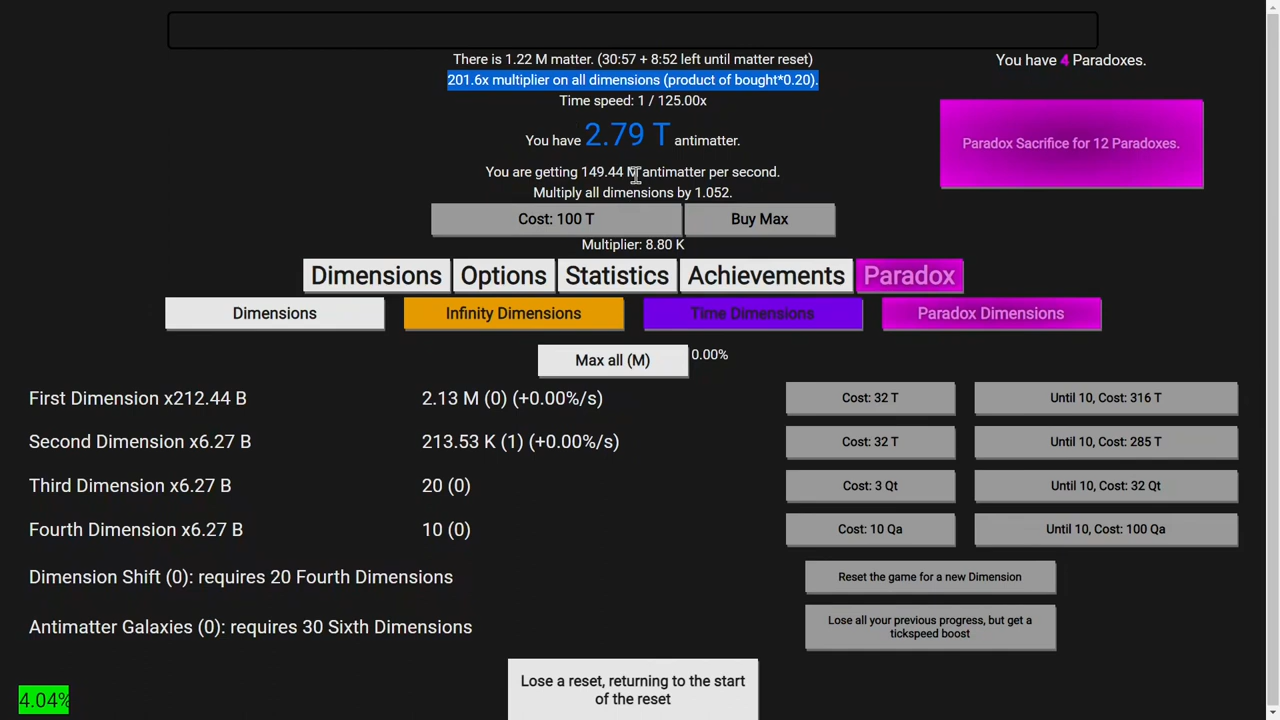 There is 1.22 M matter. (30:57 + 8:52 left until matter reset)
You have 4 Paradoxes.
201.6x multiplier on all dimensions (product of bought*0.20).
Time speed: 1 / 125.00x
You have 2.79 T antimatter.
Paradox Sacrifice for 12 Paradoxes.
You are getting 149.44 M antimatter per second.
Multiply all dimensions by 1.052.
Cost: 100 T Buy Max
Multiplier: 8.80 K
Dimensions Options Statistics Achievements Paradox
Dimensions Infinity Dimensions Time Dimensions Paradox Dimensions
Max all (M) 0.00%
First Dimension x212.44 B 2.13 M (0) (+0.00%/s) Cost: 32 T Until 10, Cost: 316 T
Second Dimension x6.27 B 213.53 K (1) (+0.00%/s) Cost: 32 T Until 10, Cost: 285 T
Third Dimension x6.27 B 20 (0) Cost: 3 Qt Until 10, Cost: 32 Qt
Fourth Dimension x6.27 B 10 (0) Cost: 10 Qa Until 10, Cost: 100 Qa
Dimension Shift (0): requires 20 Fourth Dimensions Reset the game for a new Dimension
Antimatter Galaxies (0): requires 30 Sixth Dimensions
Lose all your previous progress, but get a
tickspeed boost
Lose a reset, returning to the start
of the reset
4.04%